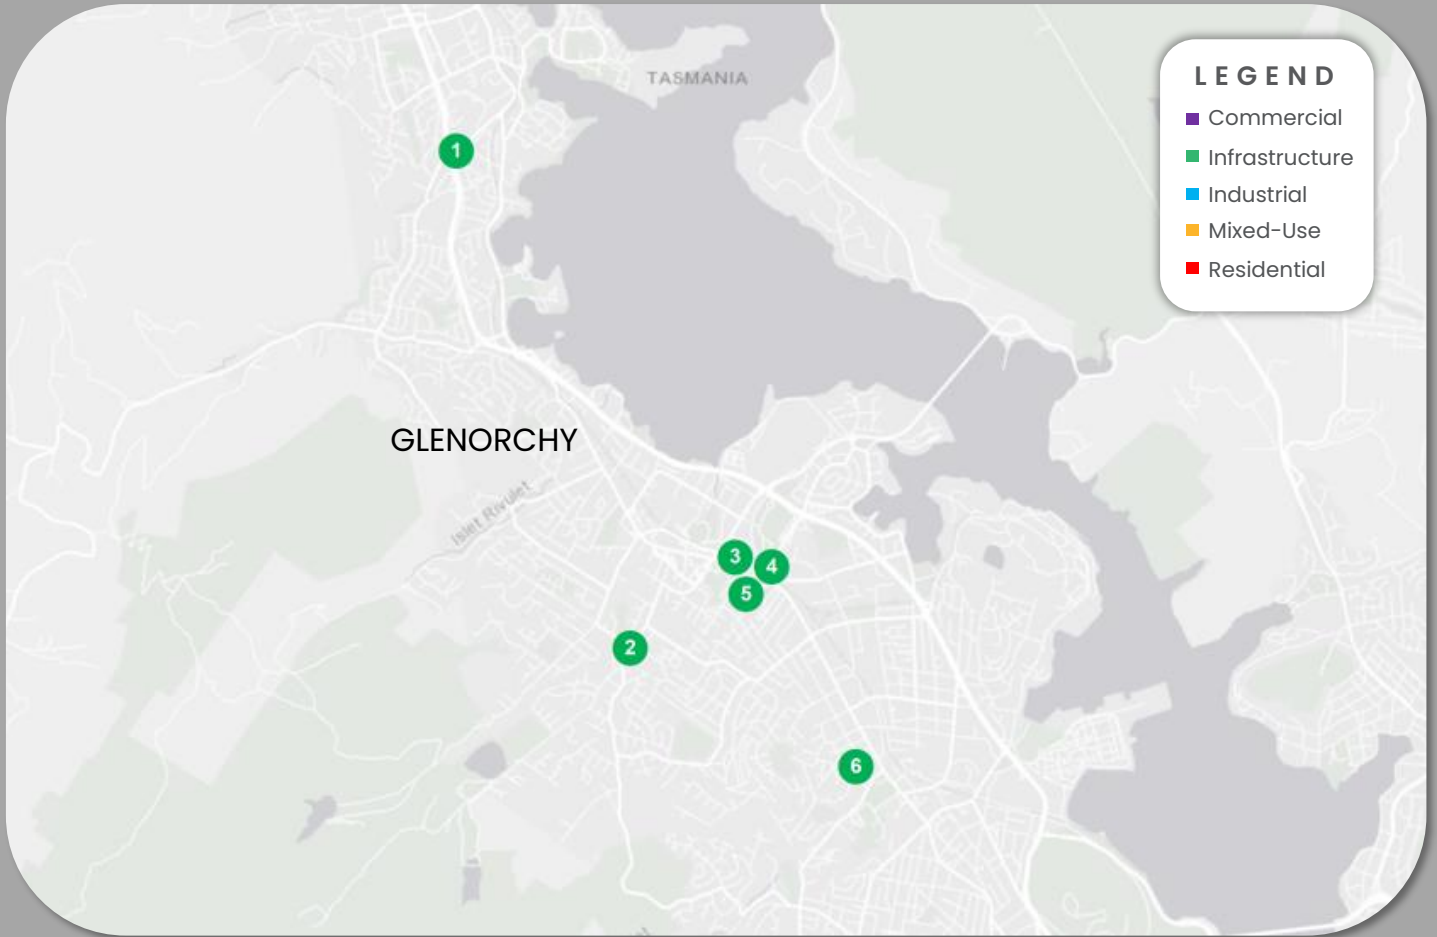 TASMANIA
LEGEND
Commercial
Infrastructure
Industrial
Mixed-Use
Residential
1
GLENORCHY
Islet Rivulet
3
4
5
2
6